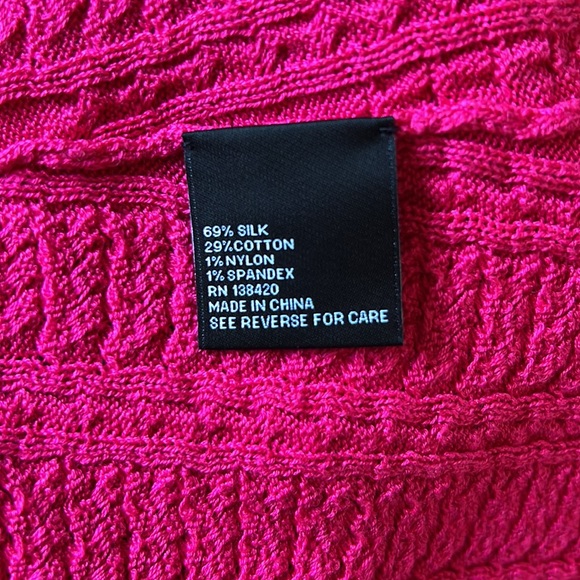 69% SILK
29% COTTON
1% NYLON
1% SPANDEX
RN 138420
MADE IN CHINA
SEE REVERSE FOR CARE